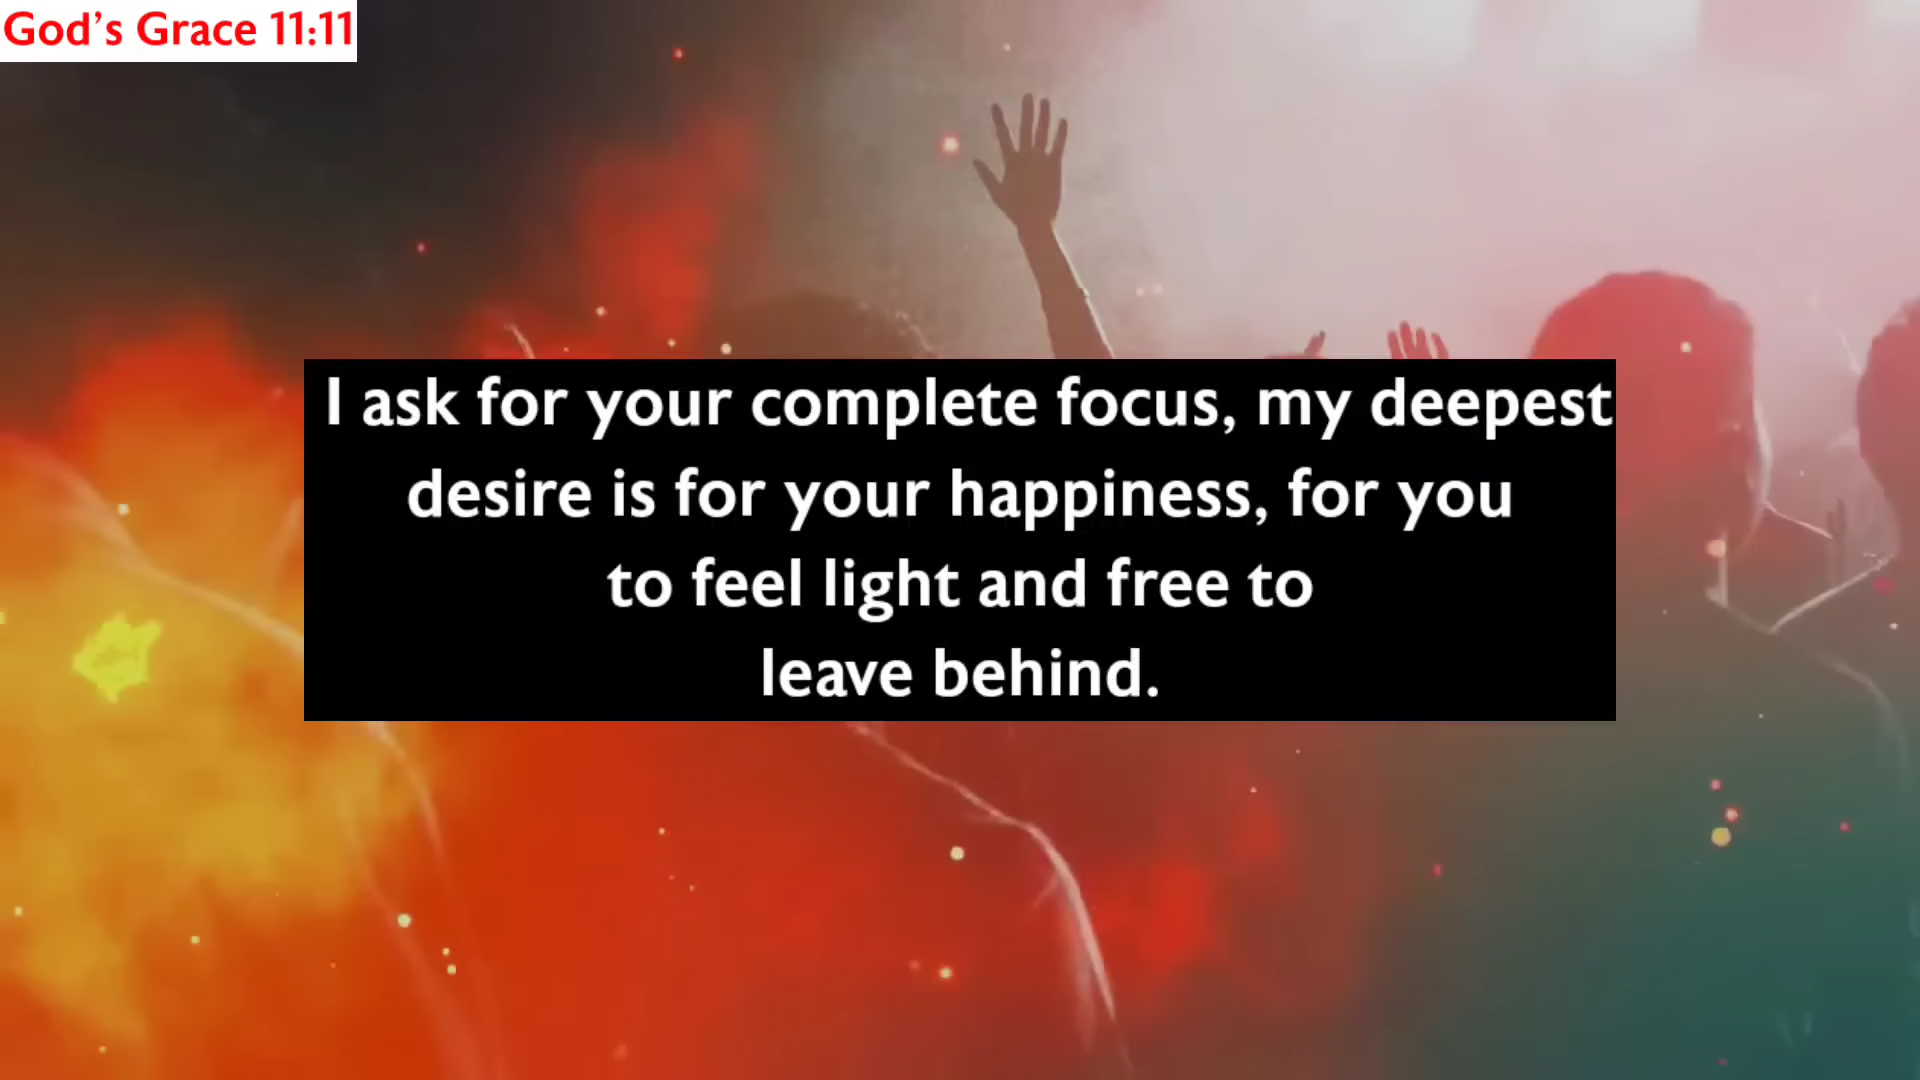 God's Grace 11:11
I ask for your complete focus, my deepest
desire is for your happiness, for you
to feel light and free to
leave behind.